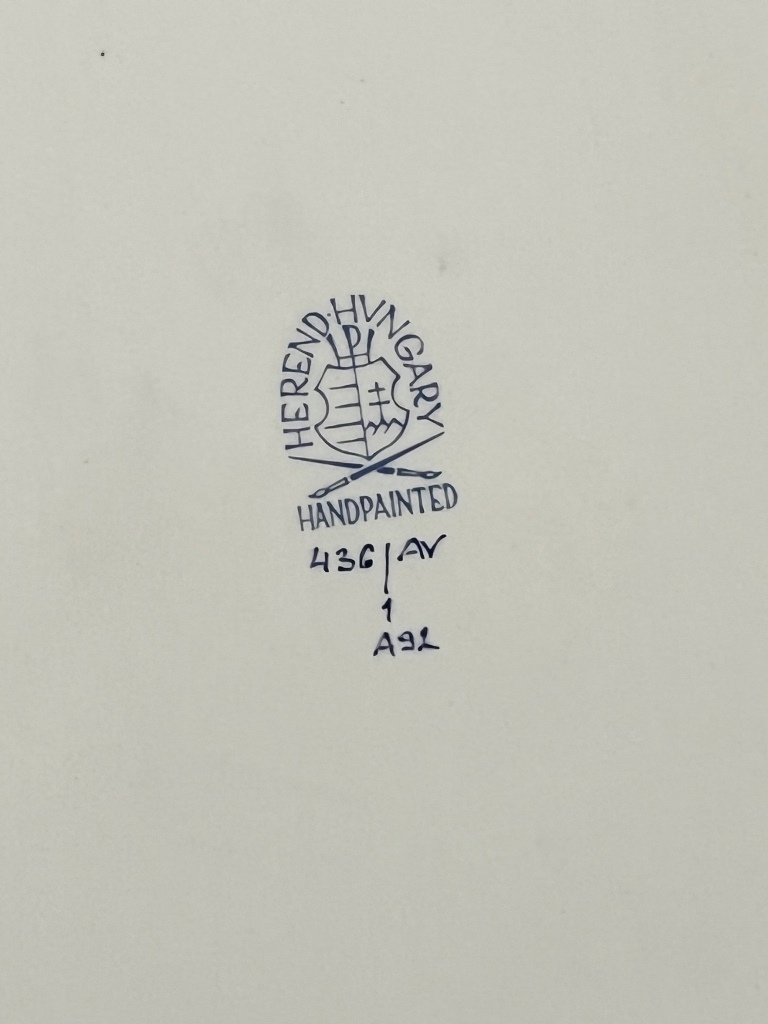 HEREND·HVNGARY
HANDPAINTED
436/AV
1
A92